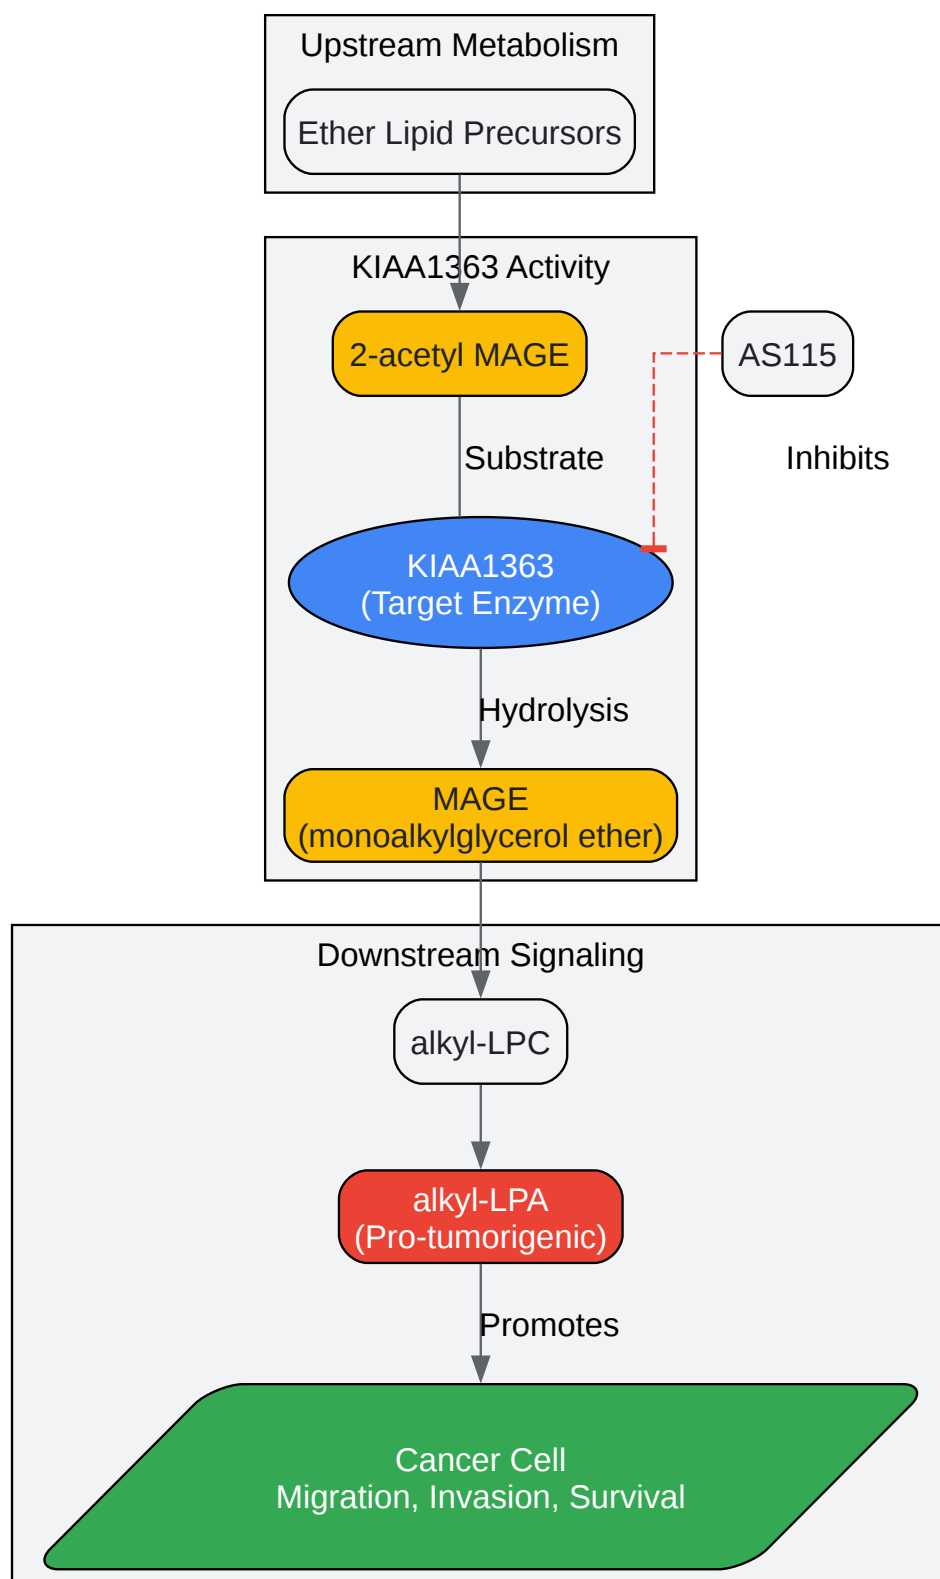 Upstream Metabolism
Ether Lipid Precursors
KIAA1363 Activity
2-acetyl MAGE
AS115
Substrate
Inhibits
KIAA1363
(Target Enzyme)
Hydrolysis
MAGE
(monoalkylglycerol ether)
Downstream Signaling
alkyl-LPC
alkyl-LPA
(Pro-tumorigenic)
Promotes
Cancer Cell
Migration, Invasion, Survival